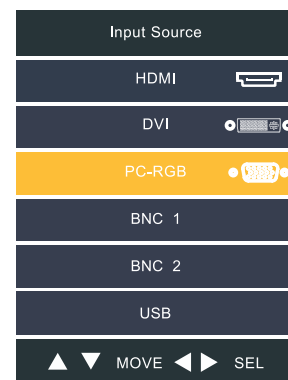 Input Source
HDMI
DVI
PC-RGB
BNC 1
BNC 2
USB
MOVE SEL